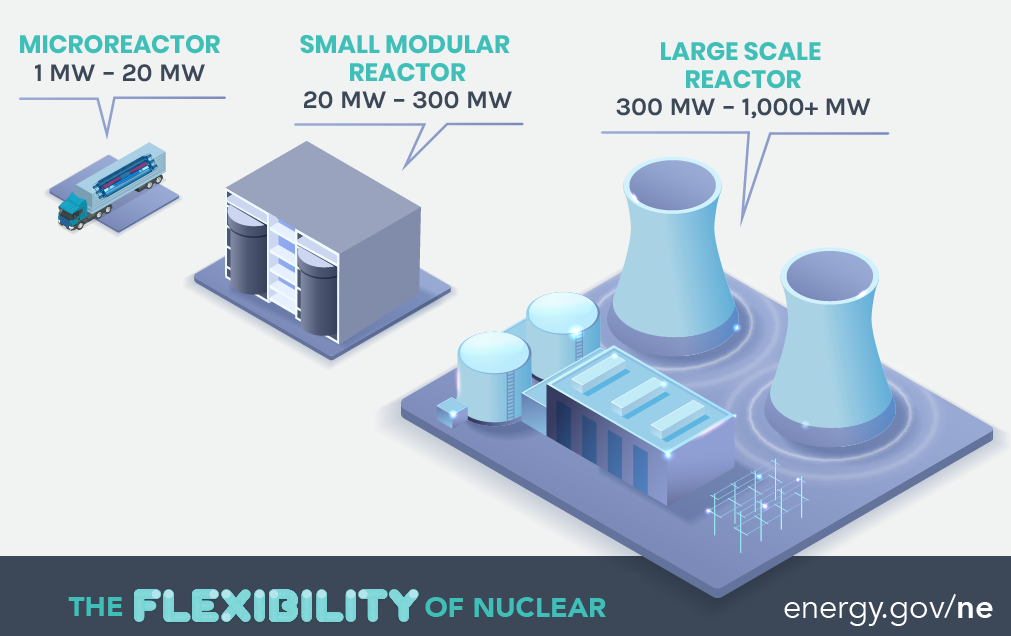 MICROREACTOR
1 MW – 20 MW
SMALL MODULAR
REACTOR
20 MW – 300 MW
LARGE SCALE
REACTOR
300 MW – 1,000+ MW
THE FLEXIBILITY OF NUCLEAR
energy.gov/ne